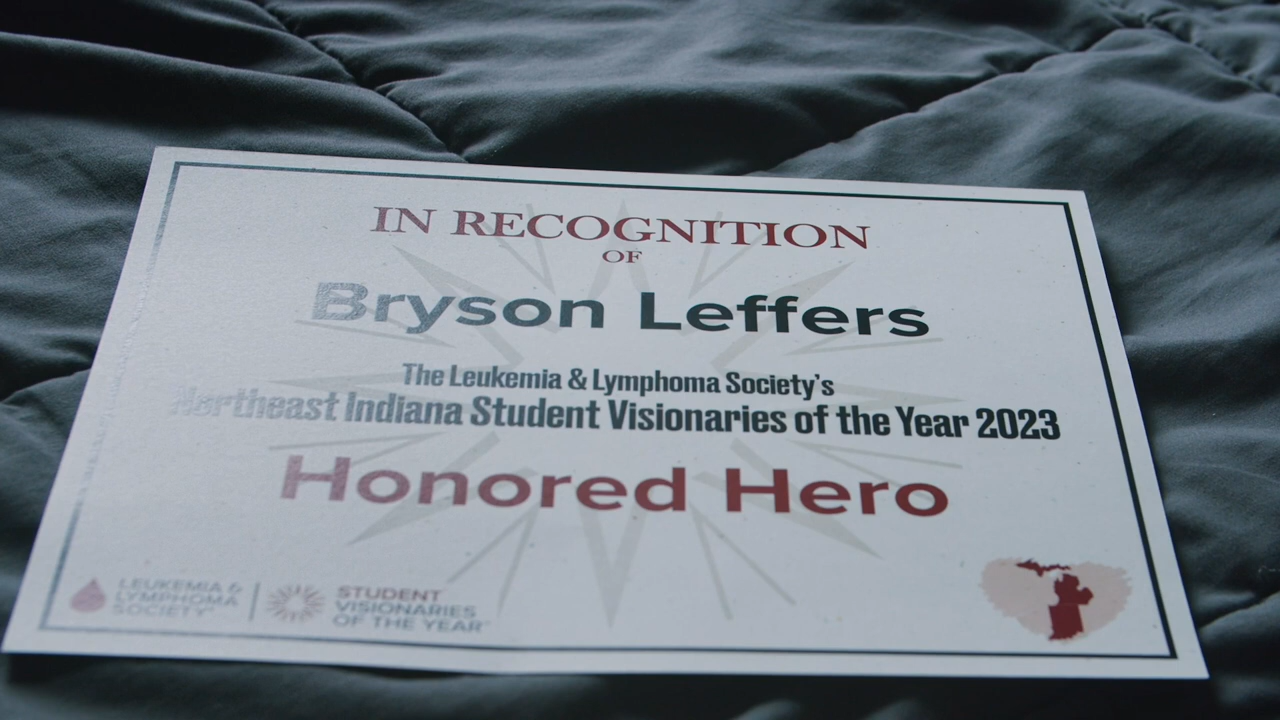 IN RECOGNITION
OF
Bryson Leffers
The Leukemia & Lymphoma Society's
Northeast Indiana Student Visionaries of the Year 2023
Honored Hero
LEUKEMIA &
LYMPHOMA
SOCIETY®
STUDENT
VISIONARIES
OF THE YEAR™